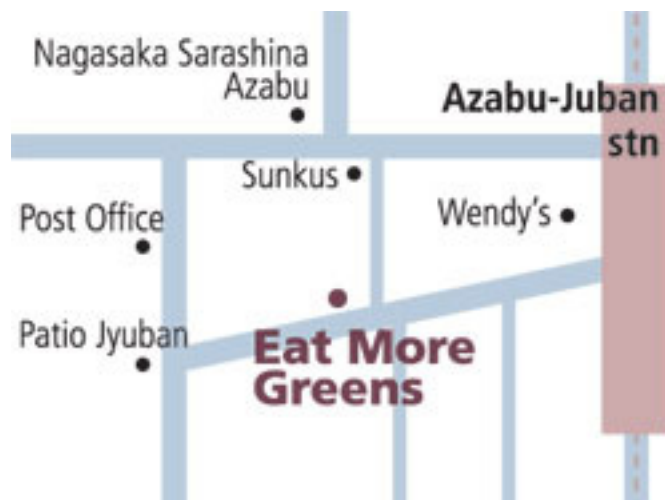 Nagasaka Sarashina
Azabu
Azabu-Juban
stn
Sunkus
Post Office
Wendy's
Patio Jyuban
Eat More
Greens